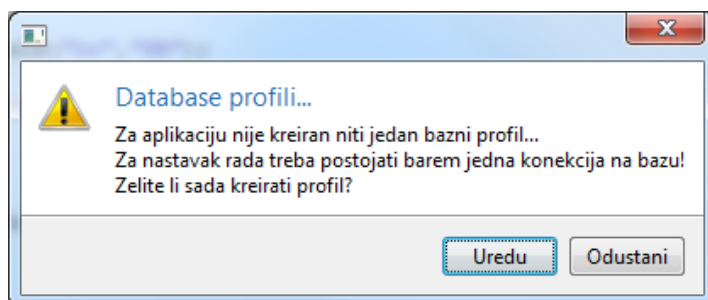 Database profili...
Za aplikaciju nije kreiran niti jedan bazni profil...
Za nastavak rada treba postojati barem jedna konekcija na bazu!
Zelite li sada kreirati profil?
Uredu
Odustani